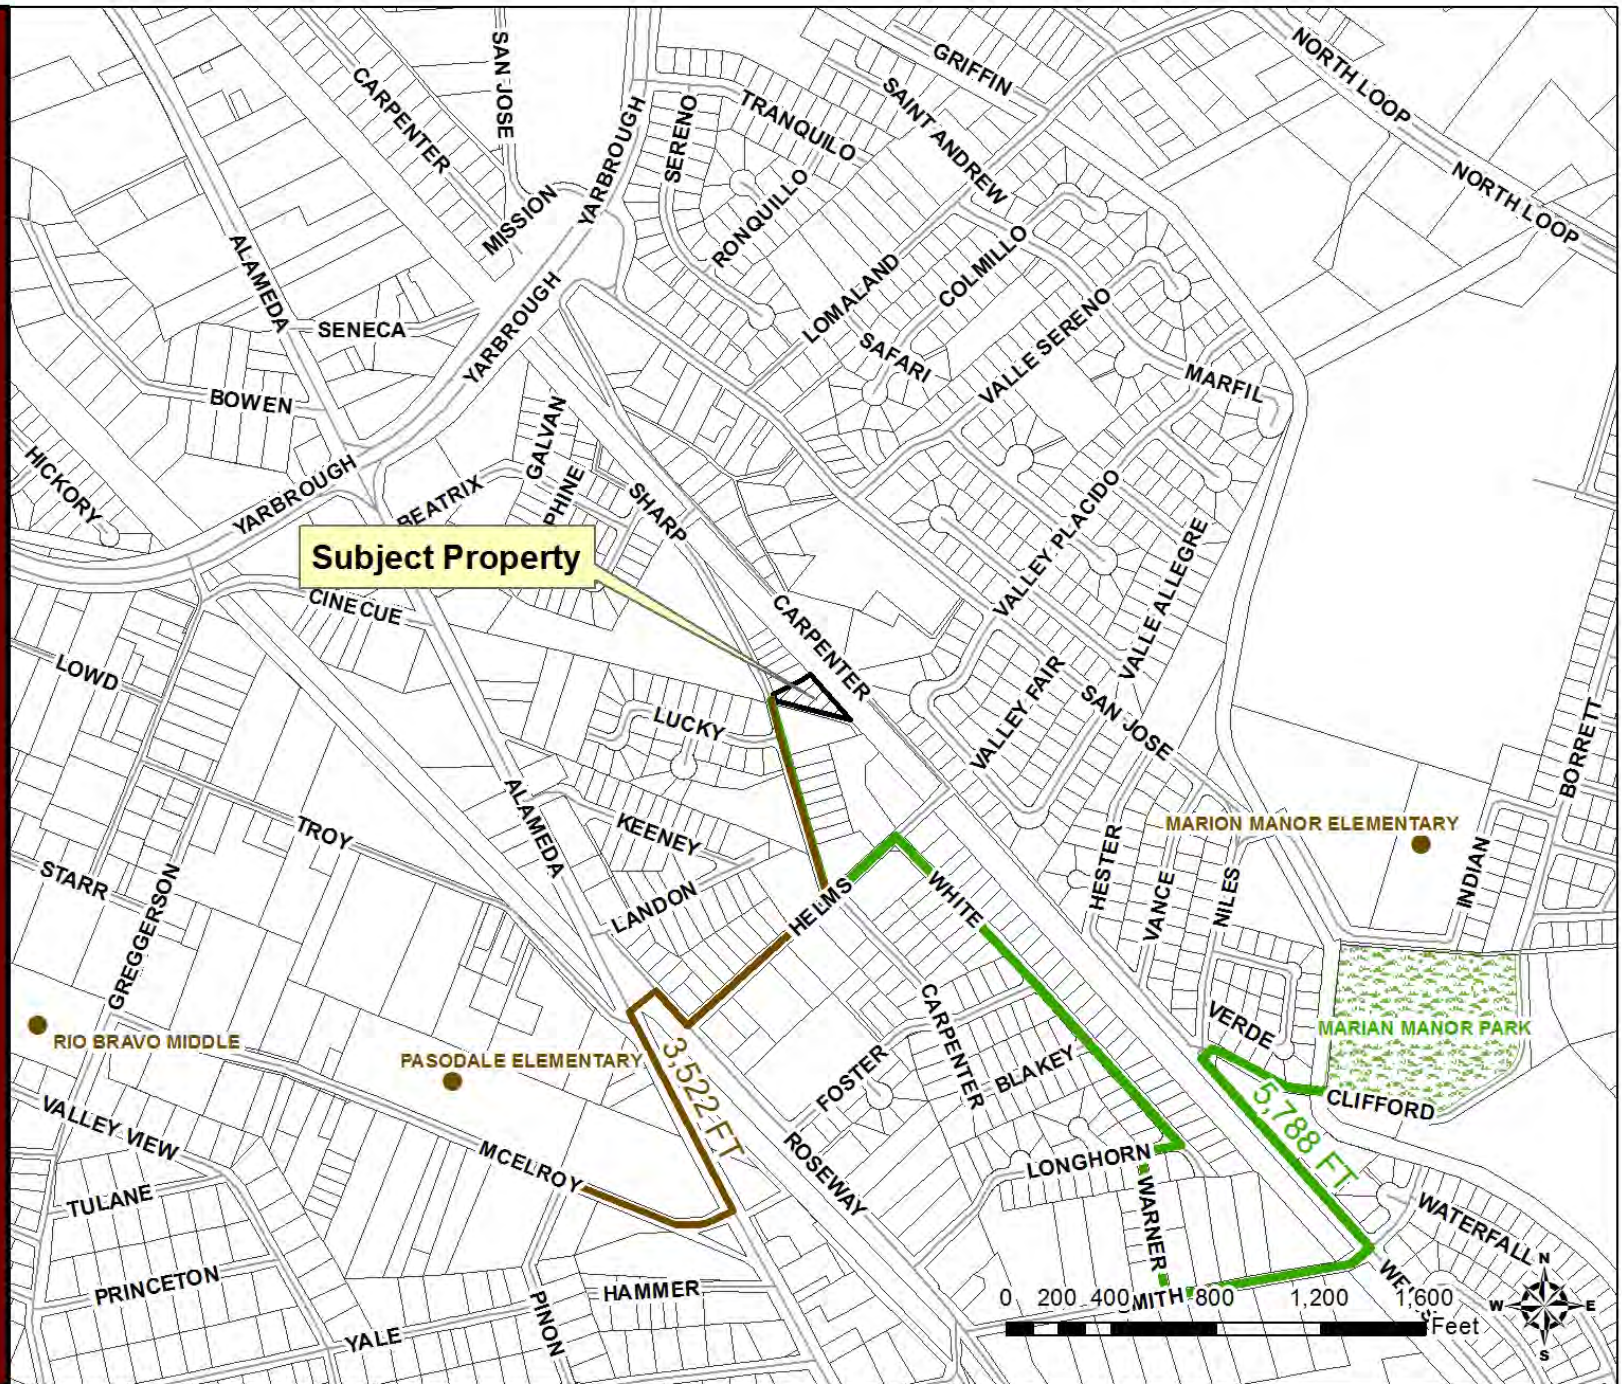 SAN JOSE
GRIFFIN
NORTH LOOP
CARPENTER
SAINT ANDREW
TRANQUILO
SERENO
YARBROUGH
NORTH LOOP
MISSION
RONQUILLO
ALAMEDA
COLMILLO
LOMALAND
SENECA
YARBROUGH
VALLE SERENO
SAFARI
MARFIL
BOWEN
GALVAN
HICKORY
YARBROUGH
BEATRIX
PHINE
SHARP
VALLEY PLACIDO
VALLE ALLEGRE
Subject Property
CINECUE
CARPENTER
LOWD
LUCKY
VALLEY FAIR
SAN JOSE
BORRETT
ALAMEDA
TROY
KEENEY
MARION MANOR ELEMENTARY
STARR
GREGGERSON
LANDON
HELMS
WHITE
HESTER
VANCE
NILES
INDIAN
CARPENTER
VERDE
MARIAN MANOR PARK
RIO BRAVO MIDDLE
PASODALE ELEMENTARY
3,522 FT
FOSTER
BLAKEY
5,788 FT
CLIFFORD
VALLEY VIEW
MCELROY
ROSEWAY
LONGHORN
TULANE
WARNER
WATERFALL
PRINCETON
HAMMER
PINON
YALE
SMITH
N
W E
S
0 200 400 800 1,200 1,600
Feet